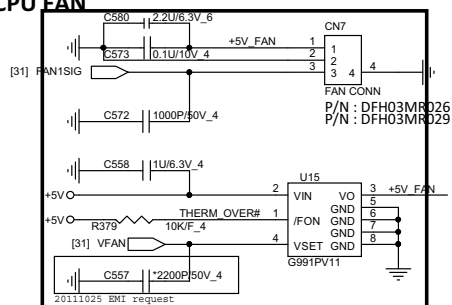 CPU FAN
C580 2.2U/6.3V_6
CN7
+5V_FAN 1 1
C573 0.1U/10V_4 2 2
[31] FAN1SIG 3 3 4 4
FAN CONN
P/N : DFH03MR026
P/N : DFH03MR029
C572 1000P/50V_4
C558 1U/6.3V_4
U15
+5V 2 VIN VO 3 +5V_FAN
GND 5
+5V THERM_OVER# 1 /FON GND 6
R379 10K/F_4 GND 7
[31] VFAN 4 VSET GND 8
G991PV11
C557 *2200P/50V_4
20111025 EMI request